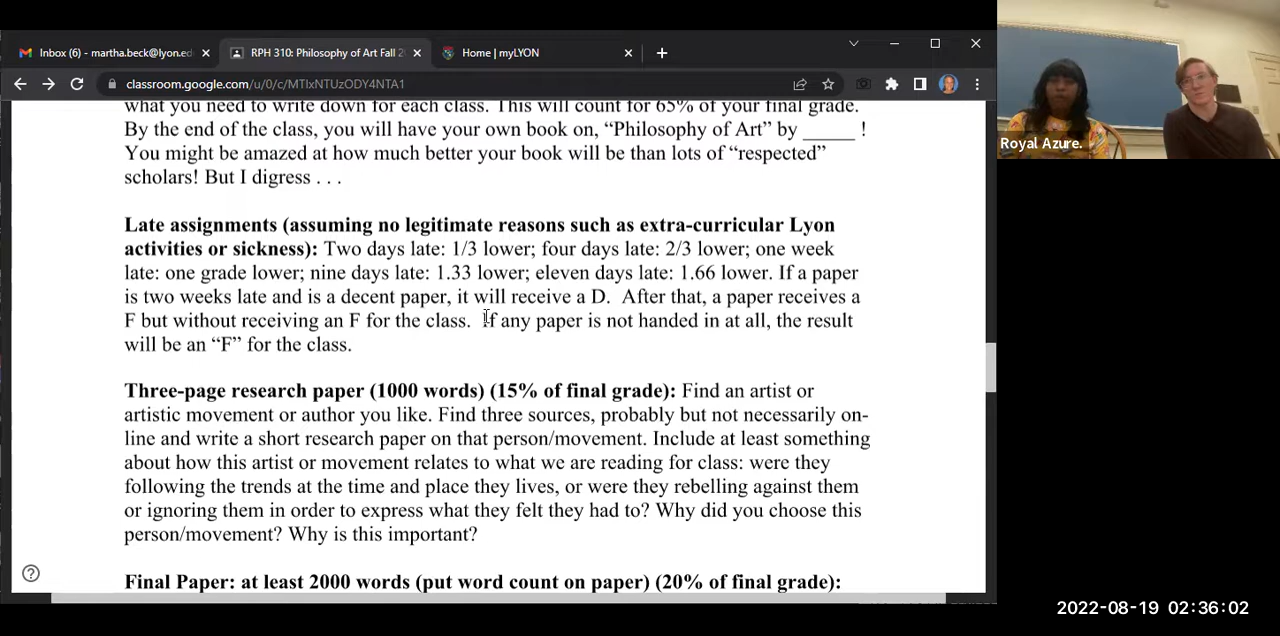 Inbox (6) - martha.beck@lyon.ed
RPH 310: Philosophy of Art Fall 2
Home | myLYON
classroom.google.com/u/0/c/MTIxNTUzODY4NTA1
what you need to write down for each class. This will count for 65% of your final grade.
By the end of the class, you will have your own book on, “Philosophy of Art” by _____ !
You might be amazed at how much better your book will be than lots of “respected”
scholars! But I digress . . .
Late assignments (assuming no legitimate reasons such as extra-curricular Lyon
activities or sickness): Two days late: 1/3 lower; four days late: 2/3 lower; one week
late: one grade lower; nine days late: 1.33 lower; eleven days late: 1.66 lower. If a paper
is two weeks late and is a decent paper, it will receive a D.  After that, a paper receives a
F but without receiving an F for the class.  If any paper is not handed in at all, the result
will be an “F” for the class.
Three-page research paper (1000 words) (15% of final grade): Find an artist or
artistic movement or author you like. Find three sources, probably but not necessarily on-
line and write a short research paper on that person/movement. Include at least something
about how this artist or movement relates to what we are reading for class: were they
following the trends at the time and place they lives, or were they rebelling against them
or ignoring them in order to express what they felt they had to? Why did you choose this
person/movement? Why is this important?
Final Paper: at least 2000 words (put word count on paper) (20% of final grade):
Royal Azure.
2022-08-19 02:36:02